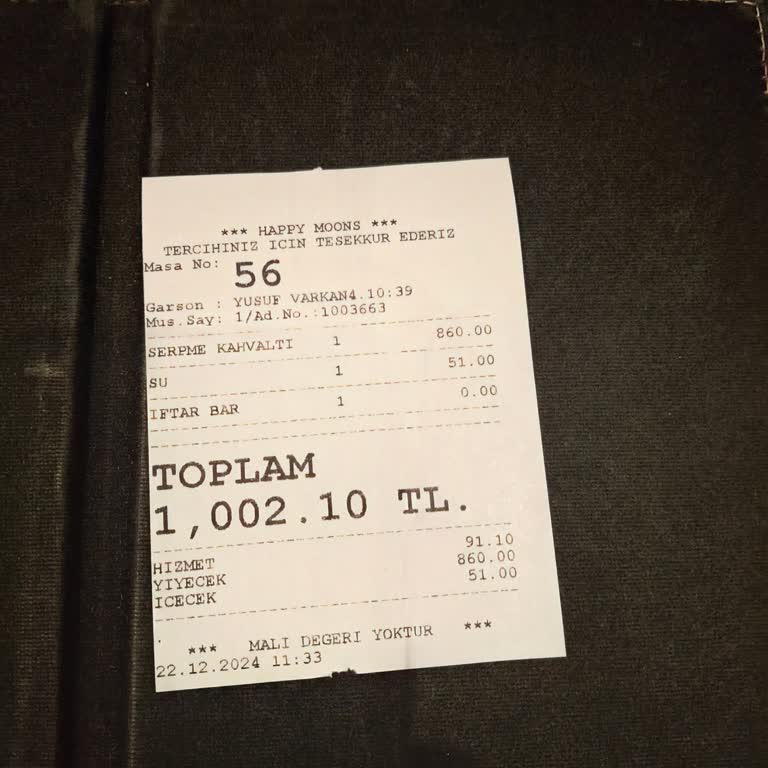 *** HAPPY MOONS ***
TERCIHINIZ ICIN TESEKKUR EDERIZ
Masa No: 56
Garson : YUSUF VARKAN4.10:39
Mus.Say: 1/Ad.No.:1003663
SERPME KAHVALTI 1 860.00
SU 1 51.00
IFTAR BAR 1 0.00
TOPLAM
1,002.10 TL.
HIZMET 91.10
YIYECEK 860.00
ICECEK 51.00
*** MALI DEGERI YOKTUR ***
22.12.2024 11:33